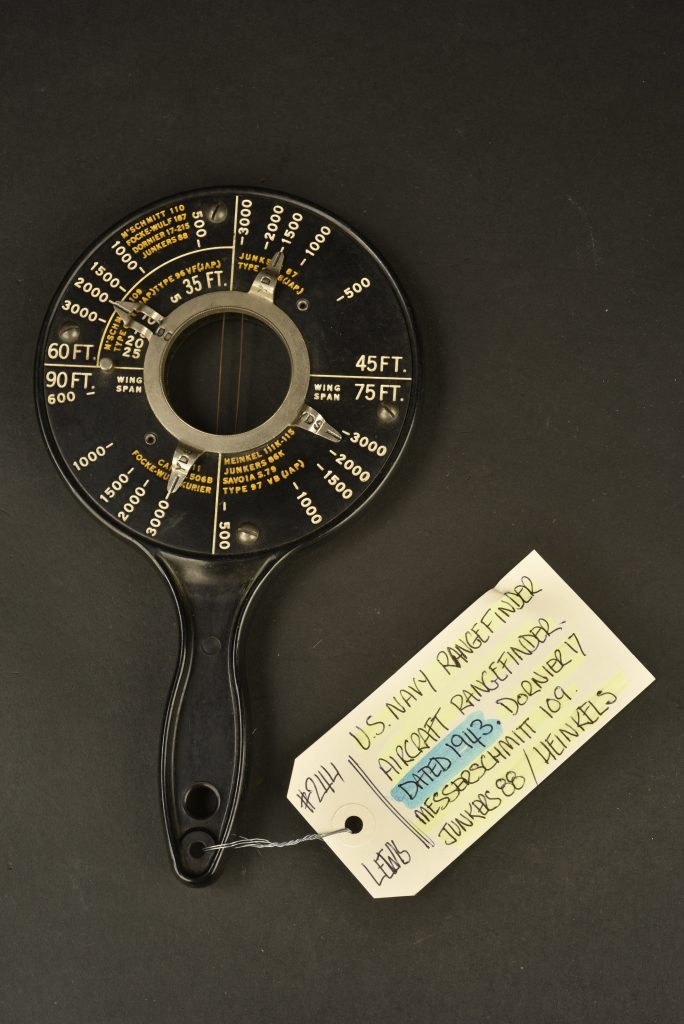 M'SCHMITT 110
FOCKE-WULF 187
DORNIER 17-215
JUNKERS 88
500
1000
1500
2000
3000
60 FT.
35 FT.
TYPE 96 VF(JAP)
5
10
20
25
3000
2000
1500
1000
500
JUNKERS 87
TYPE
45 FT.
90 FT.
WING
SPAN
600
1000
1500
2000
3000
FOCKE-WULF KURIER
YDS
WING
SPAN
75 FT.
YDS
3000
2000
1500
1000
500
HEINKEL 111K-115
JUNKERS 86K
SAVOIA S.79
TYPE 97 VB (JAP)
#244
U.S. NAVY RANGEFINDER
AIRCRAFT RANGEFINDER.
DATED 1943. DORNIER 17
MESSERSCHMITT 109.
JUNKERS 88 / HEINKELS